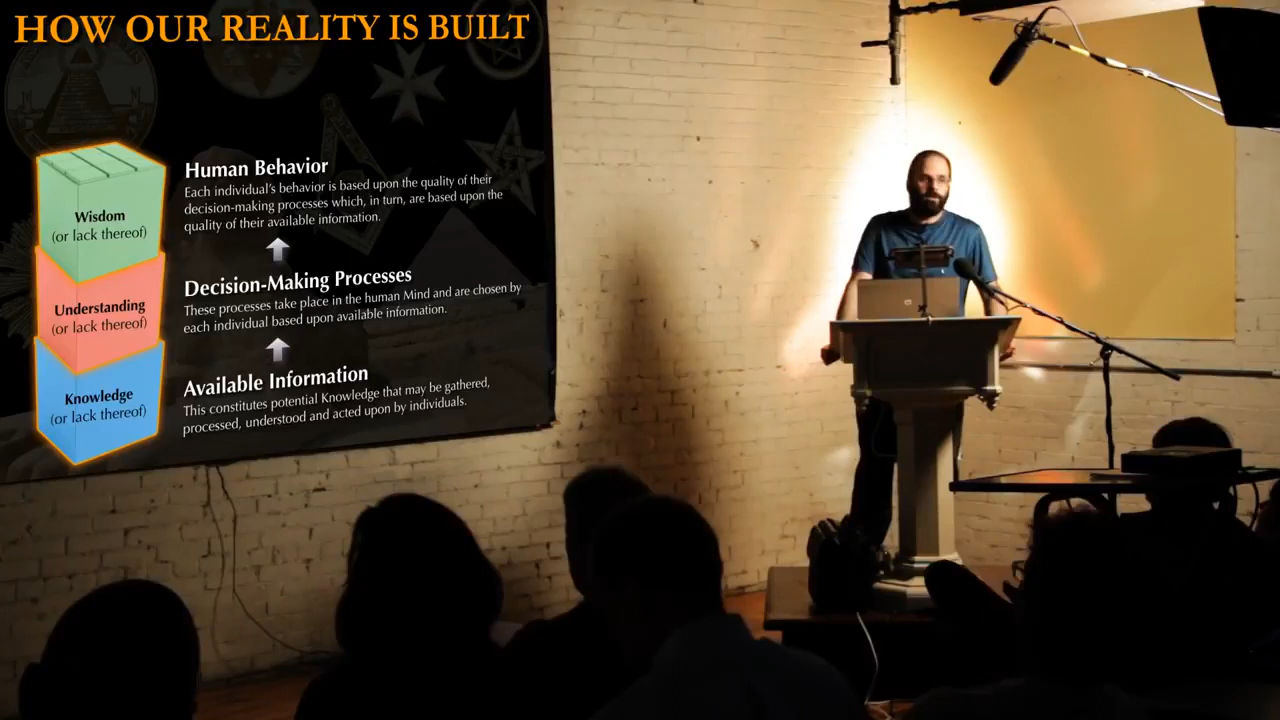 HOW OUR REALITY IS BUILT
Wisdom
(or lack thereof)
Human Behavior
Each individual's behavior is based upon the quality of their
decision-making processes which, in turn, are based upon the
quality of their available information.
Understanding
(or lack thereof)
Decision-Making Processes
These processes take place in the human Mind and are chosen by
each individual based upon available information.
Knowledge
(or lack thereof)
Available Information
This constitutes potential Knowledge that may be gathered,
processed, understood and acted upon by individuals.